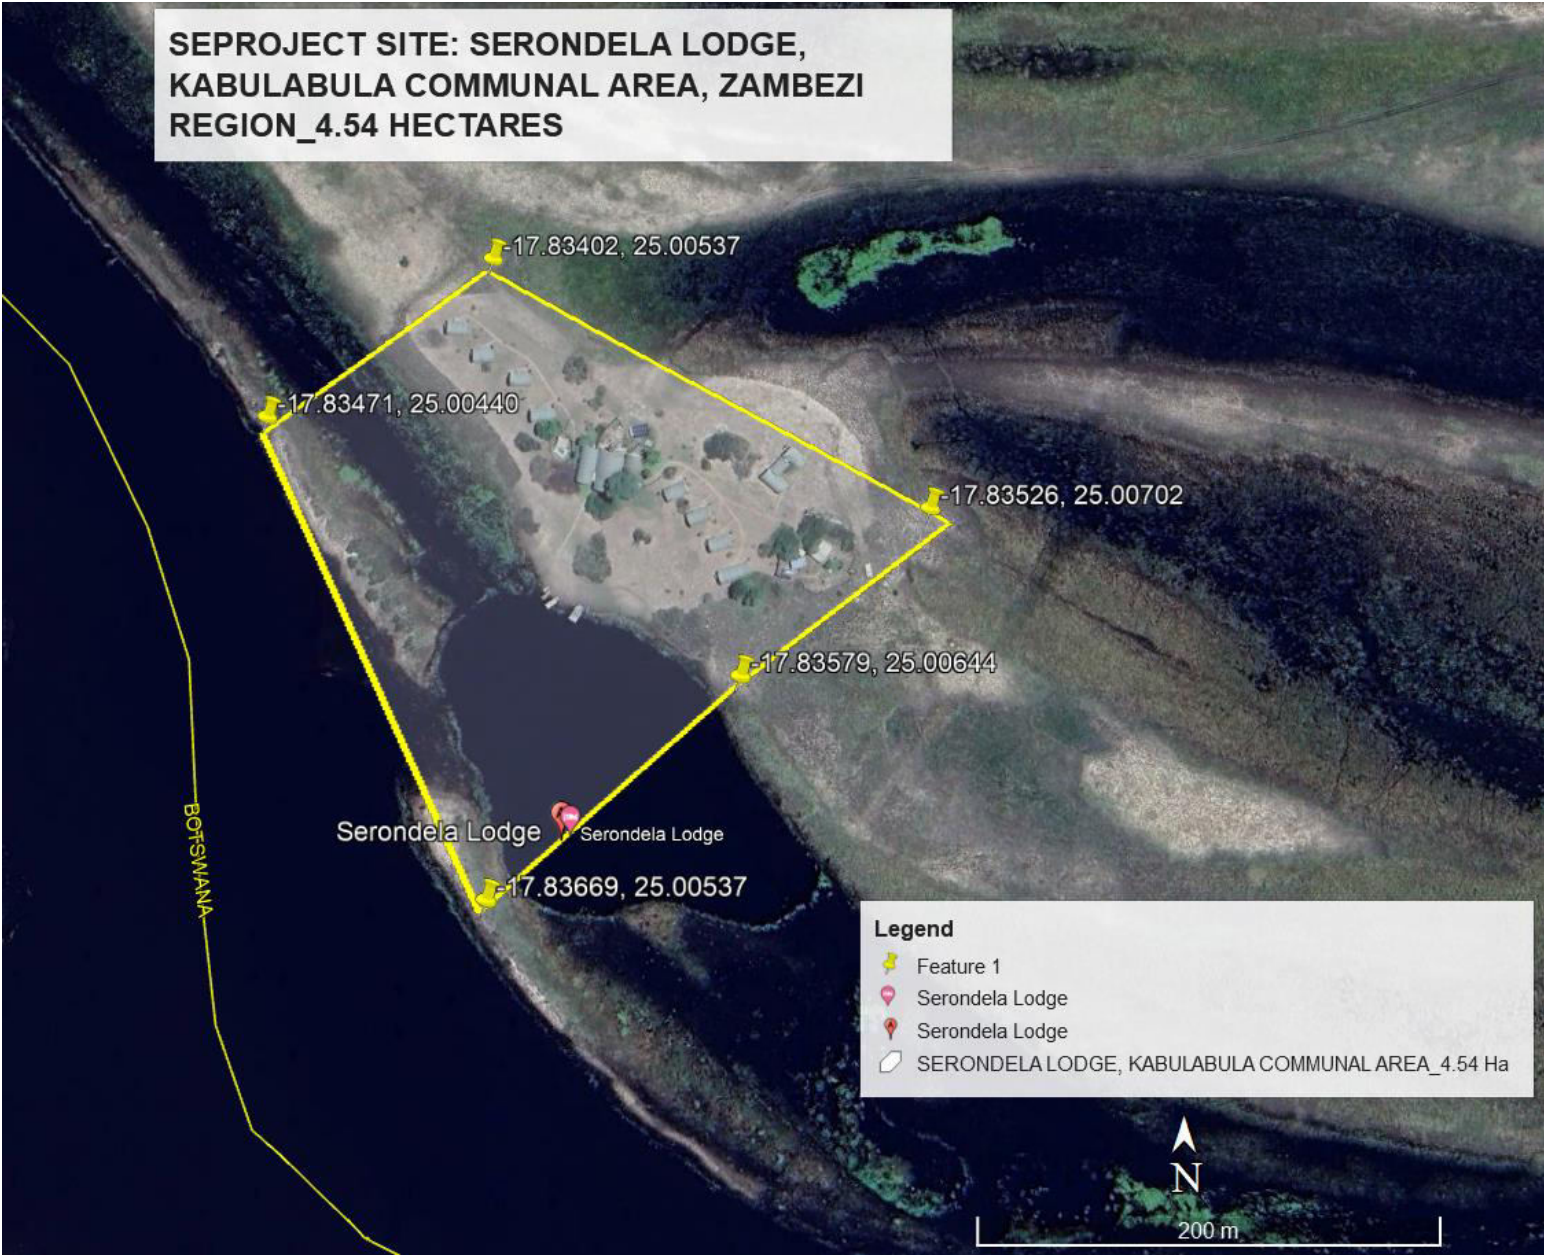 SEPROJECT SITE: SERONDELA LODGE,
KABULABULA COMMUNAL AREA, ZAMBEZI
REGION_4.54 HECTARES
-17.83402, 25.00537
-17.83471, 25.00440
-17.83526, 25.00702
-17.83579, 25.00644
Serondela Lodge
Serondela Lodge
BOTSWANA
-17.83669, 25.00537
Legend
Feature 1
Serondela Lodge
Serondela Lodge
SERONDELA LODGE, KABULABULA COMMUNAL AREA_4.54 Ha
N
200 m